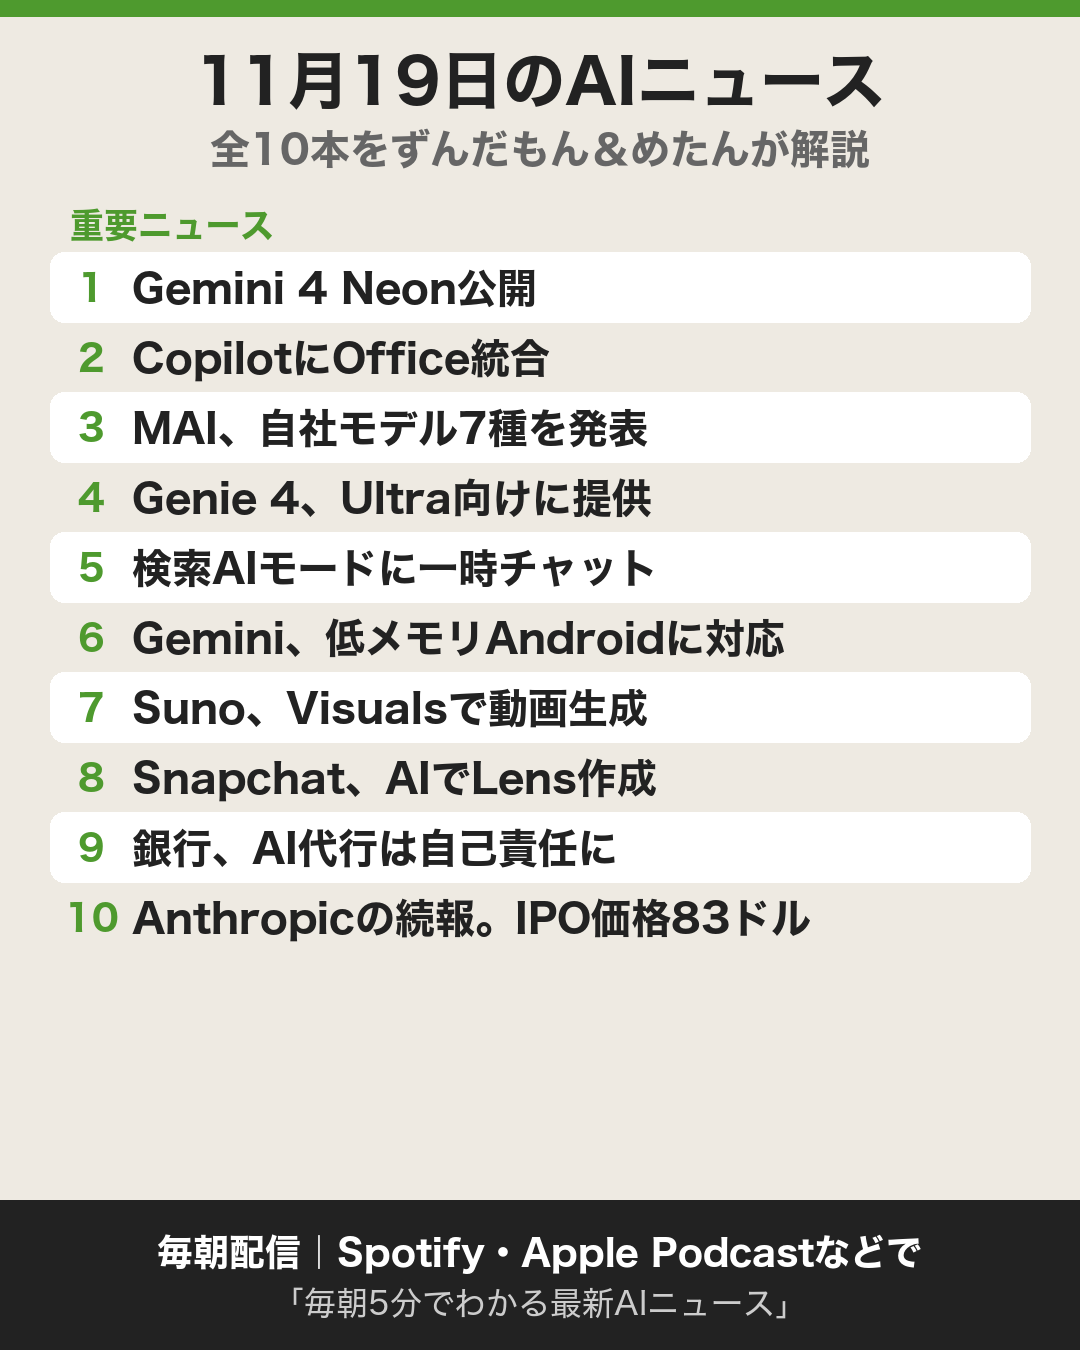 11月19日のAIニュース
全10本をずんだもん&めたんが解説
重要ニュース
1 Gemini 4 Neon公開
2 CopilotにOffice統合
3 MAI、自社モデル7種を発表
4 Genie 4、Ultra向けに提供
5 検索AIモードに一時チャット
6 Gemini、低メモリAndroidに対応
7 Suno、Visualsで動画生成
8 Snapchat、AIでLens作成
9 銀行、AI代行は自己責任に
10 Anthropicの続報。IPO価格83ドル
毎朝配信｜Spotify・Apple Podcastなどで
「毎朝5分でわかる最新AIニュース」